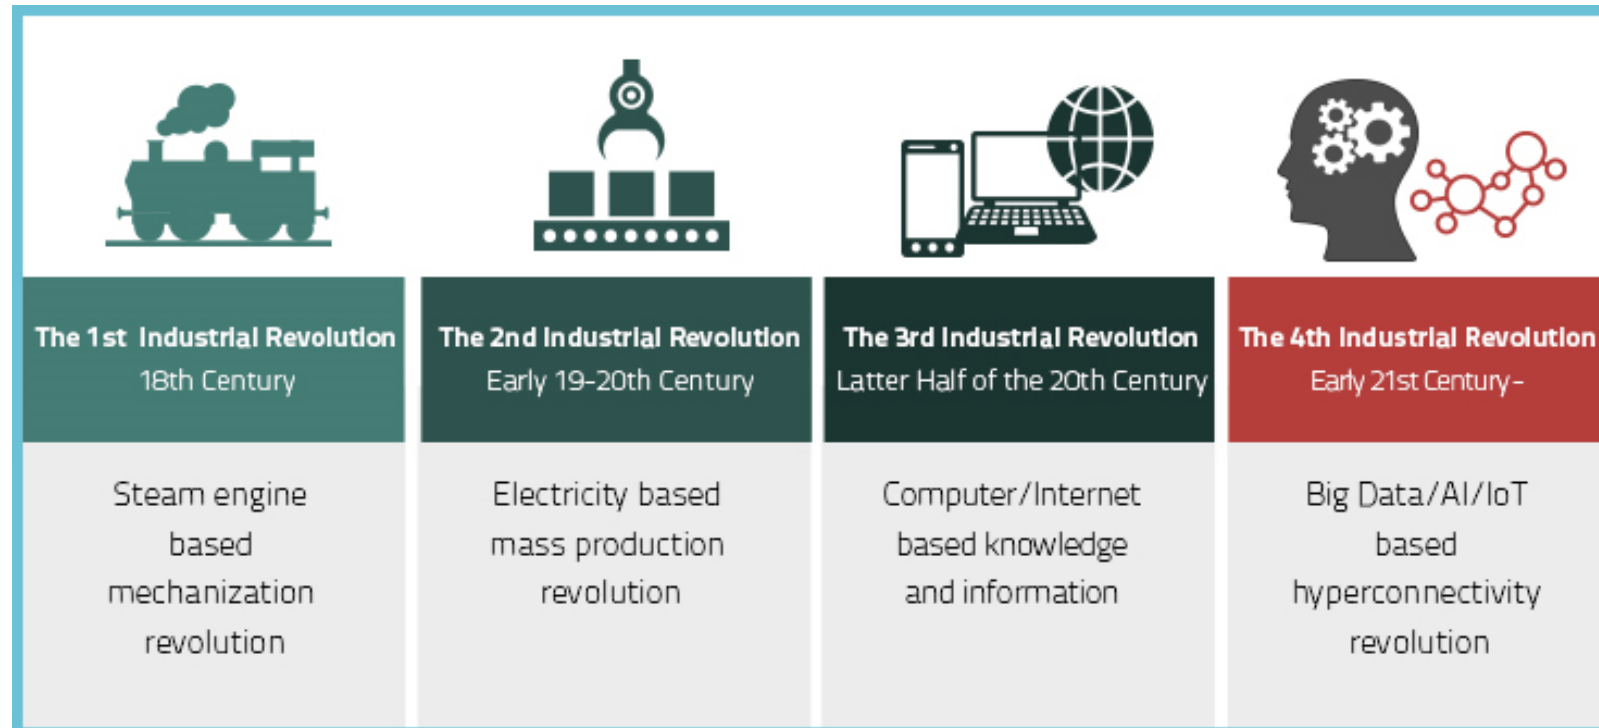 The 1st Industrial Revolution
18th Century
Steam engine
based
mechanization
revolution
The 2nd Industrial Revolution
Early 19-20th Century
Electricity based
mass production
revolution
The 3rd Industrial Revolution
Latter Half of the 20th Century
Computer/Internet
based knowledge
and information
The 4th Industrial Revolution
Early 21st Century-
Big Data/AI/IoT
based
hyperconnectivity
revolution